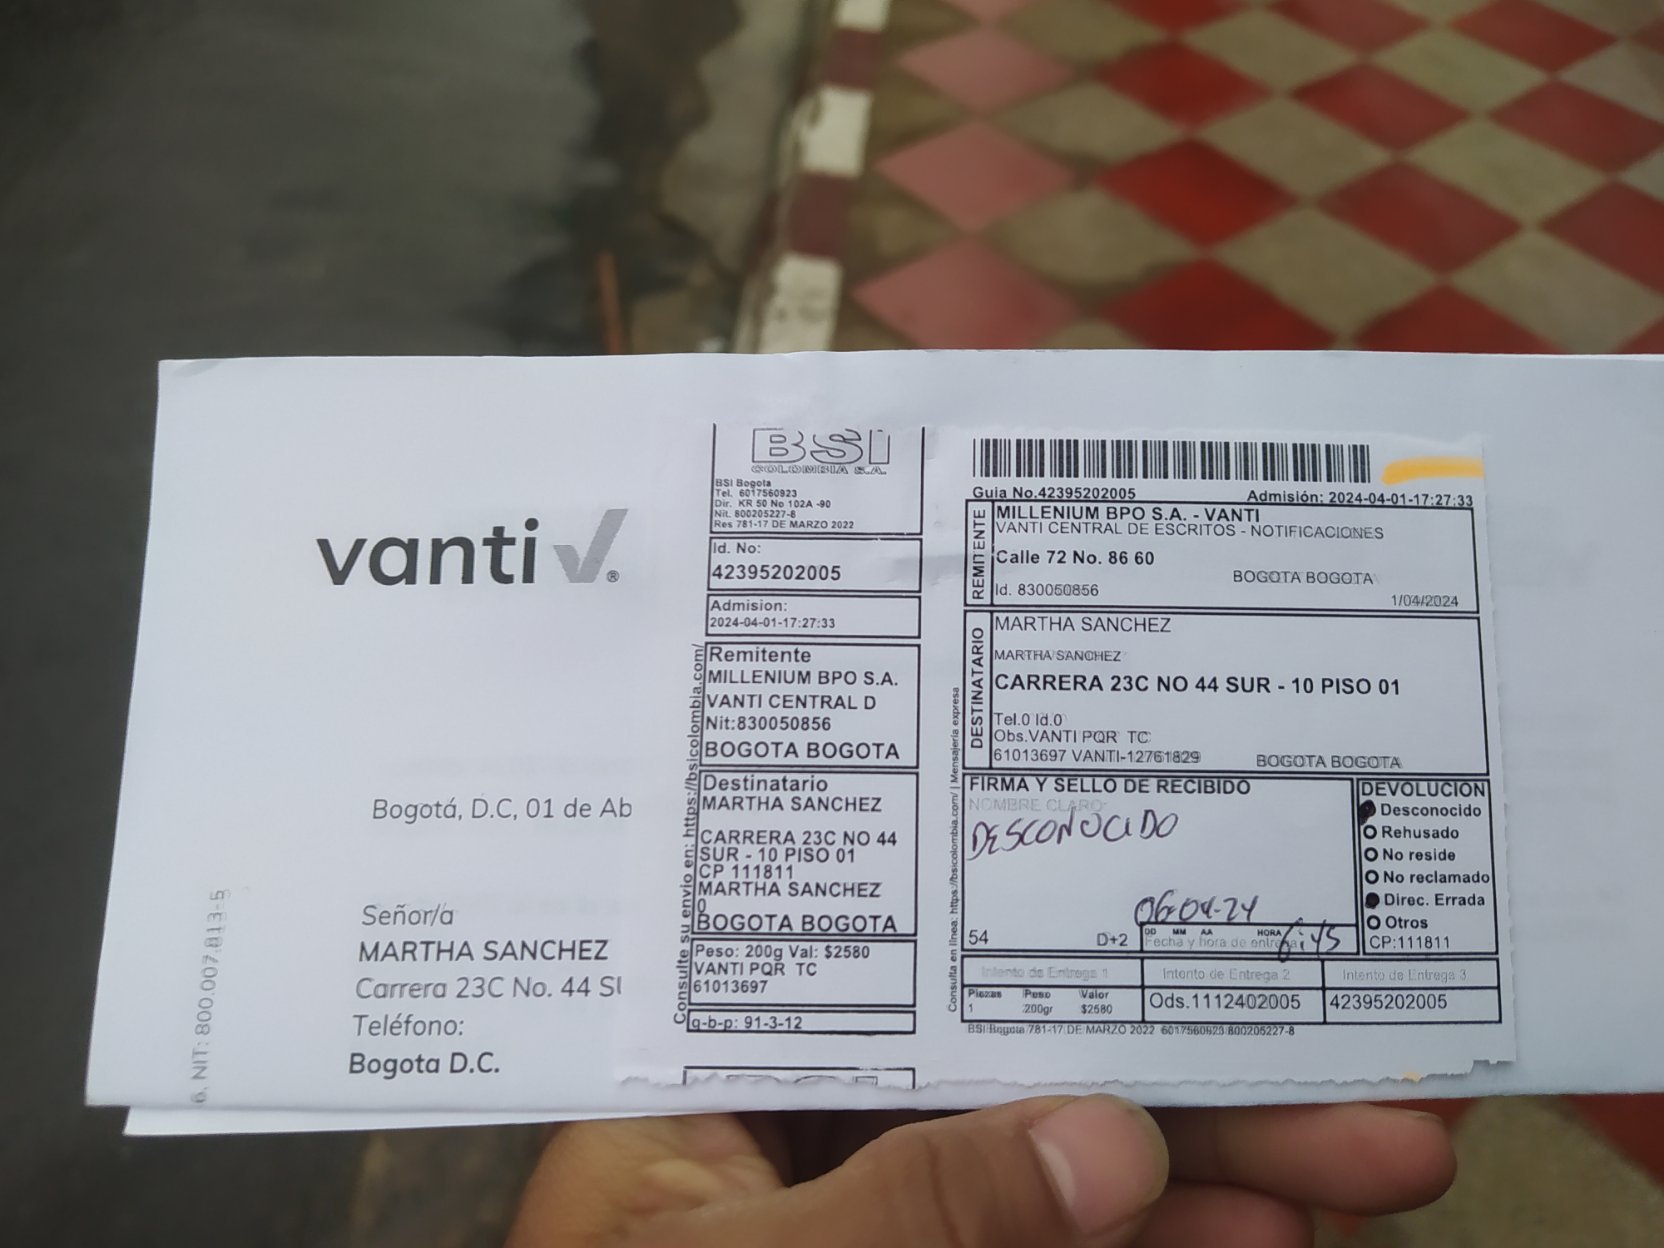 vanti
®
Bogotá, D.C, 01 de Ab
Señor/a
MARTHA SANCHEZ
Carrera 23C No. 44 SU
Teléfono:
Bogota D.C.
6. NIT: 800.007.813-5
BSI
COLOMBIA S.A.
BSI Bogota
Tel. 6017560923
Dir. KR 50 No 102A -90
Nit. 800205227-8
Res 781-17 DE MARZO 2022
Id. No:
42395202005
Admision:
2024-04-01-17:27:33
Remitente
MILLENIUM BPO S.A.
VANTI CENTRAL D
Nit:830050856
BOGOTA BOGOTA
Destinatario
MARTHA SANCHEZ
CARRERA 23C NO 44
SUR - 10 PISO 01
CP 111811
MARTHA SANCHEZ
0
BOGOTA BOGOTA
Peso: 200g Val: $2580
VANTI PQR TC
61013697
q-b-p: 91-3-12
Consulte su envio en: https://bsicolombia.com/
Guia No.42395202005
Admisión: 2024-04-01-17:27:33
REMITENTE
MILLENIUM BPO S.A. - VANTI
VANTI CENTRAL DE ESCRITOS - NOTIFICACIONES
Calle 72 No. 86 60
BOGOTA BOGOTA
Id. 830050856
1/04/2024
DESTINATARIO
MARTHA SANCHEZ
MARTHA SANCHEZ
CARRERA 23C NO 44 SUR - 10 PISO 01
Tel.0 Id.0
Obs.VANTI PQR TC
61013697 VANTI-12761829
BOGOTA BOGOTA
FIRMA Y SELLO DE RECIBIDO
NOMBRE CLARO:
DESCONOCIDO
06-04-24
DD MM AA HORA
Fecha y hora de entrega
54
D+2
DEVOLUCION
Desconocido
Rehusado
No reside
No reclamado
Direc. Errada
Otros
CP:111811
Intento de Entrega 1
Intento de Entrega 2
Intento de Entrega 3
Piezas Peso Valor
1 200gr $2580
Ods.1112402005
42395202005
BSI Bogota 781-17 DE MARZO 2022 6017560923 800205227-8
Consulta en linea: https://bsicolombia.com/ | Mensajeria expresa